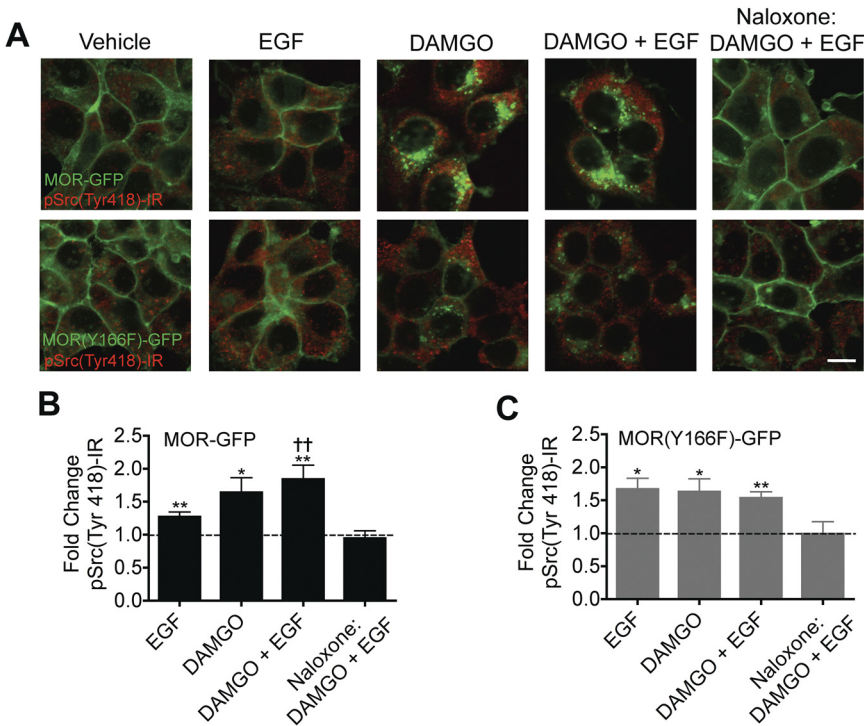 A
Vehicle
EGF
DAMGO
DAMGO + EGF
Naloxone:
DAMGO + EGF
MOR-GFP
pSrc(Tyr418)-IR
MOR(Y166F)-GFP
pSrc(Tyr418)-IR
B
Fold Change
pSrc(Tyr 418)-IR
2.5
2.0
1.5
1.0
0.5
0.0
MOR-GFP
**
*
††
**
EGF
DAMGO
DAMGO + EGF
Naloxone:
DAMGO + EGF
C
Fold Change
pSrc(Tyr 418)-IR
2.5
2.0
1.5
1.0
0.5
0.0
MOR(Y166F)-GFP
*
*
**
EGF
DAMGO
DAMGO + EGF
Naloxone:
DAMGO + EGF